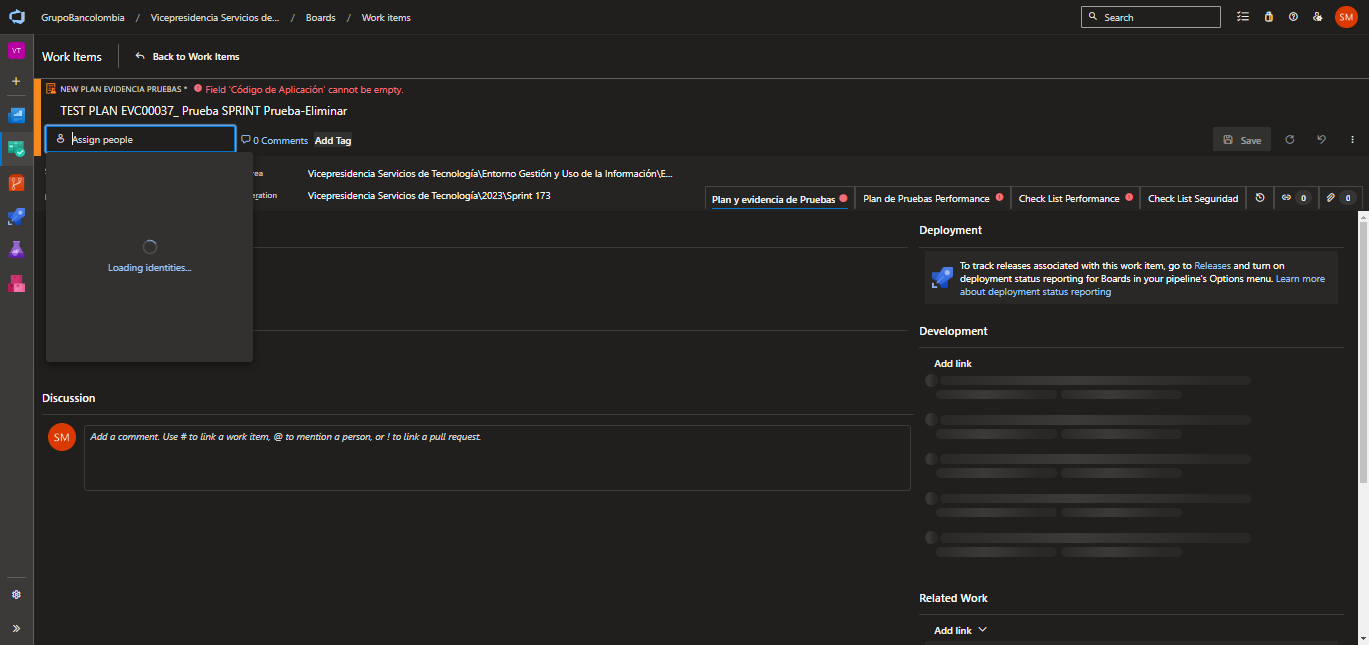 GrupoBancolombia / Vicepresidencia Servicios de... / Boards / Work items
Search
SM
VT
Work Items
Back to Work Items
NEW PLAN EVIDENCIA PRUEBAS * Field 'Código de Aplicación' cannot be empty.
TEST PLAN EVC00037_ Prueba SPRINT Prueba-Eliminar
Assign people
0 Comments
Add Tag
Save
rea
Vicepresidencia Servicios de Tecnología\Entorno Gestión y Uso de la Información\E...
eration
Vicepresidencia Servicios de Tecnología\2023\Sprint 173
Plan y evidencia de Pruebas
Plan de Pruebas Performance
Check List Performance
Check List Seguridad
0
0
Loading identities...
Deployment
To track releases associated with this work item, go to Releases and turn on
deployment status reporting for Boards in your pipeline's Options menu. Learn more
about deployment status reporting
Development
Add link
Discussion
SM
Add a comment. Use # to link a work item, @ to mention a person, or ! to link a pull request.
Related Work
Add link